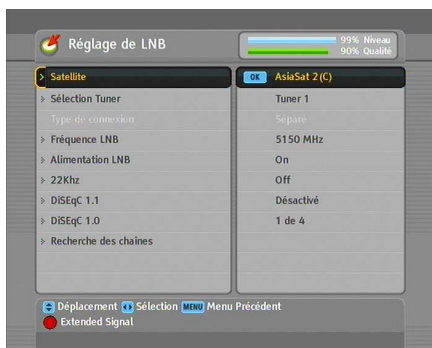 Réglage de LNB
99% Niveau
90% Qualité
Satellite OK AsiaSat 2 (C)
Sélection Tuner Tuner 1
Type de connexion Séparé
Fréquence LNB 5150 MHz
Alimentation LNB On
22Khz Off
DiSEqC 1.1 Désactivé
DiSEqC 1.0 1 de 4
Recherche des chaînes
Déplacement Sélection MENU Menu Précédent
Extended Signal